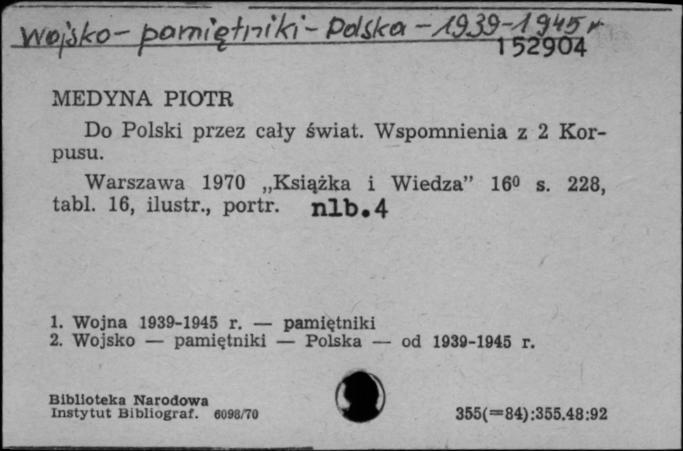 Wojsko - pamiętniki - Polska - 1939-1945 r
152904
MEDYNA PIOTR
Do Polski przez cały świat. Wspomnienia z 2 Kor-
pusu.
Warszawa 1970 „Książka i Wiedza” 16⁰ s. 228,
tabl. 16, ilustr., portr. nlb.4
1. Wojna 1939-1945 r. — pamiętniki
2. Wojsko — pamiętniki — Polska — od 1939-1945 r.
Biblioteka Narodowa
Instytut Bibliograf. 6098/70
355(=84):355.48:92